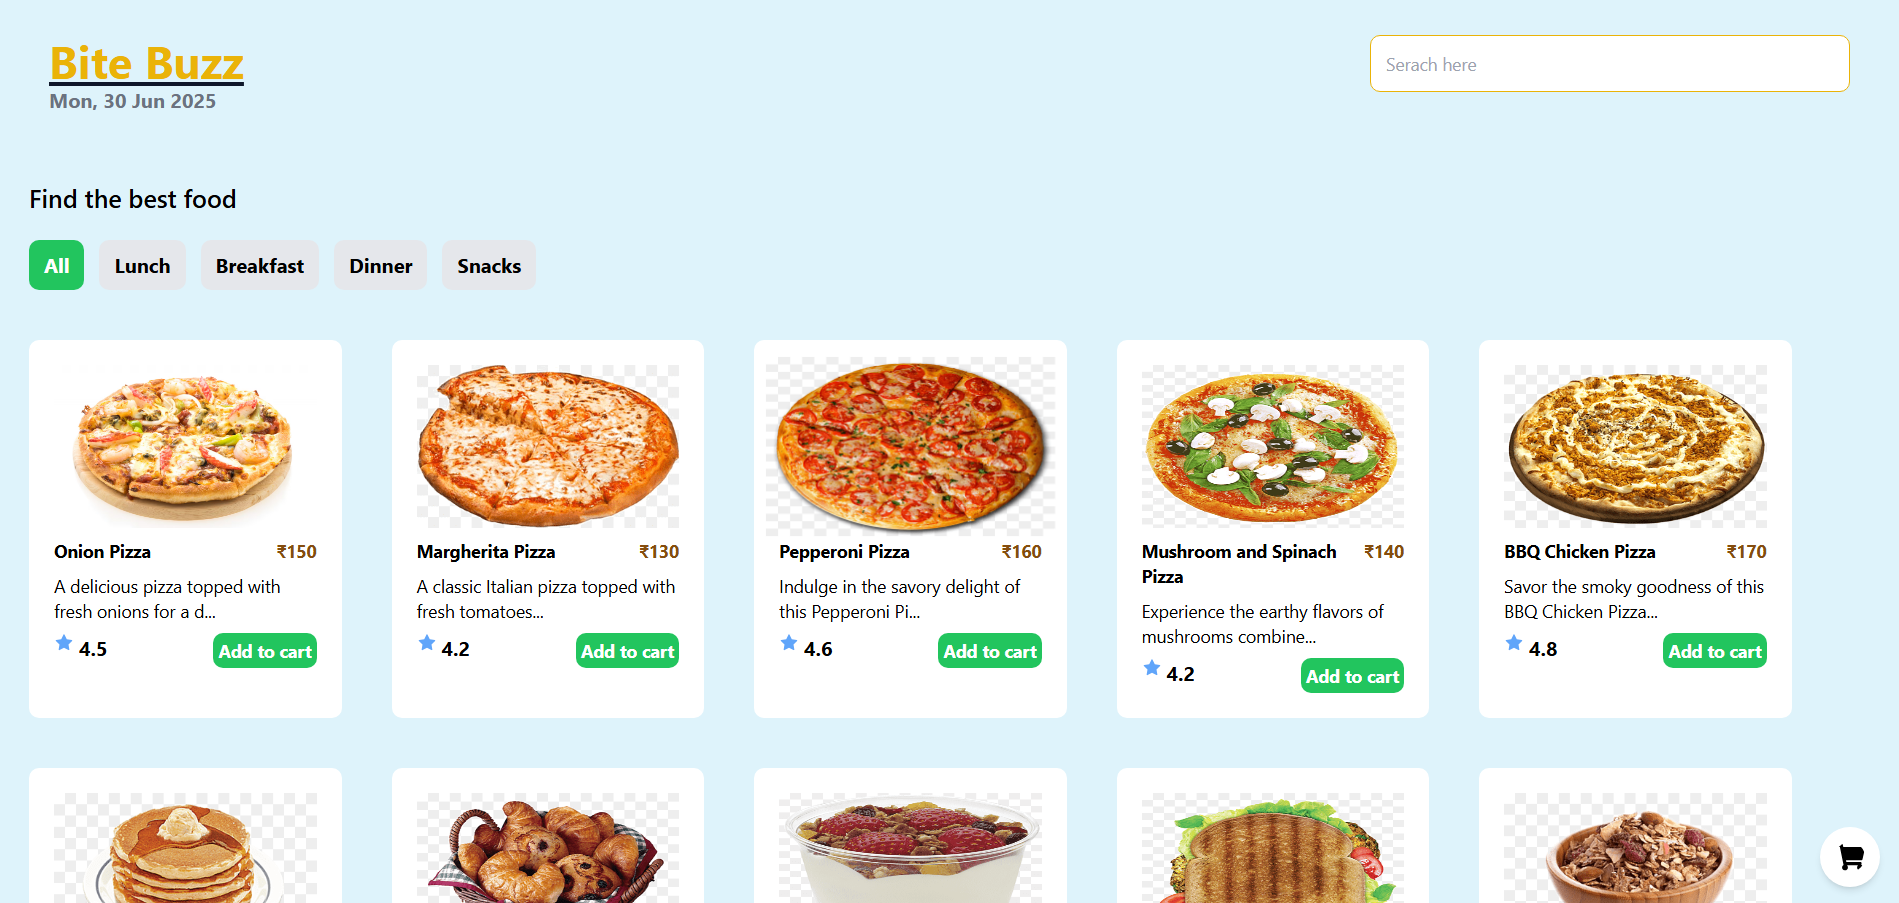 Bite Buzz
Mon, 30 Jun 2025
Serach here
Find the best food
All
Lunch
Breakfast
Dinner
Snacks
Onion Pizza ₹150
A delicious pizza topped with
fresh onions for a d...
4.5 Add to cart
Margherita Pizza ₹130
A classic Italian pizza topped with
fresh tomatoes...
4.2 Add to cart
Pepperoni Pizza ₹160
Indulge in the savory delight of
this Pepperoni Pi...
4.6 Add to cart
Mushroom and Spinach ₹140
Pizza
Experience the earthy flavors of
mushrooms combine...
4.2 Add to cart
BBQ Chicken Pizza ₹170
Savor the smoky goodness of this
BBQ Chicken Pizza...
4.8 Add to cart